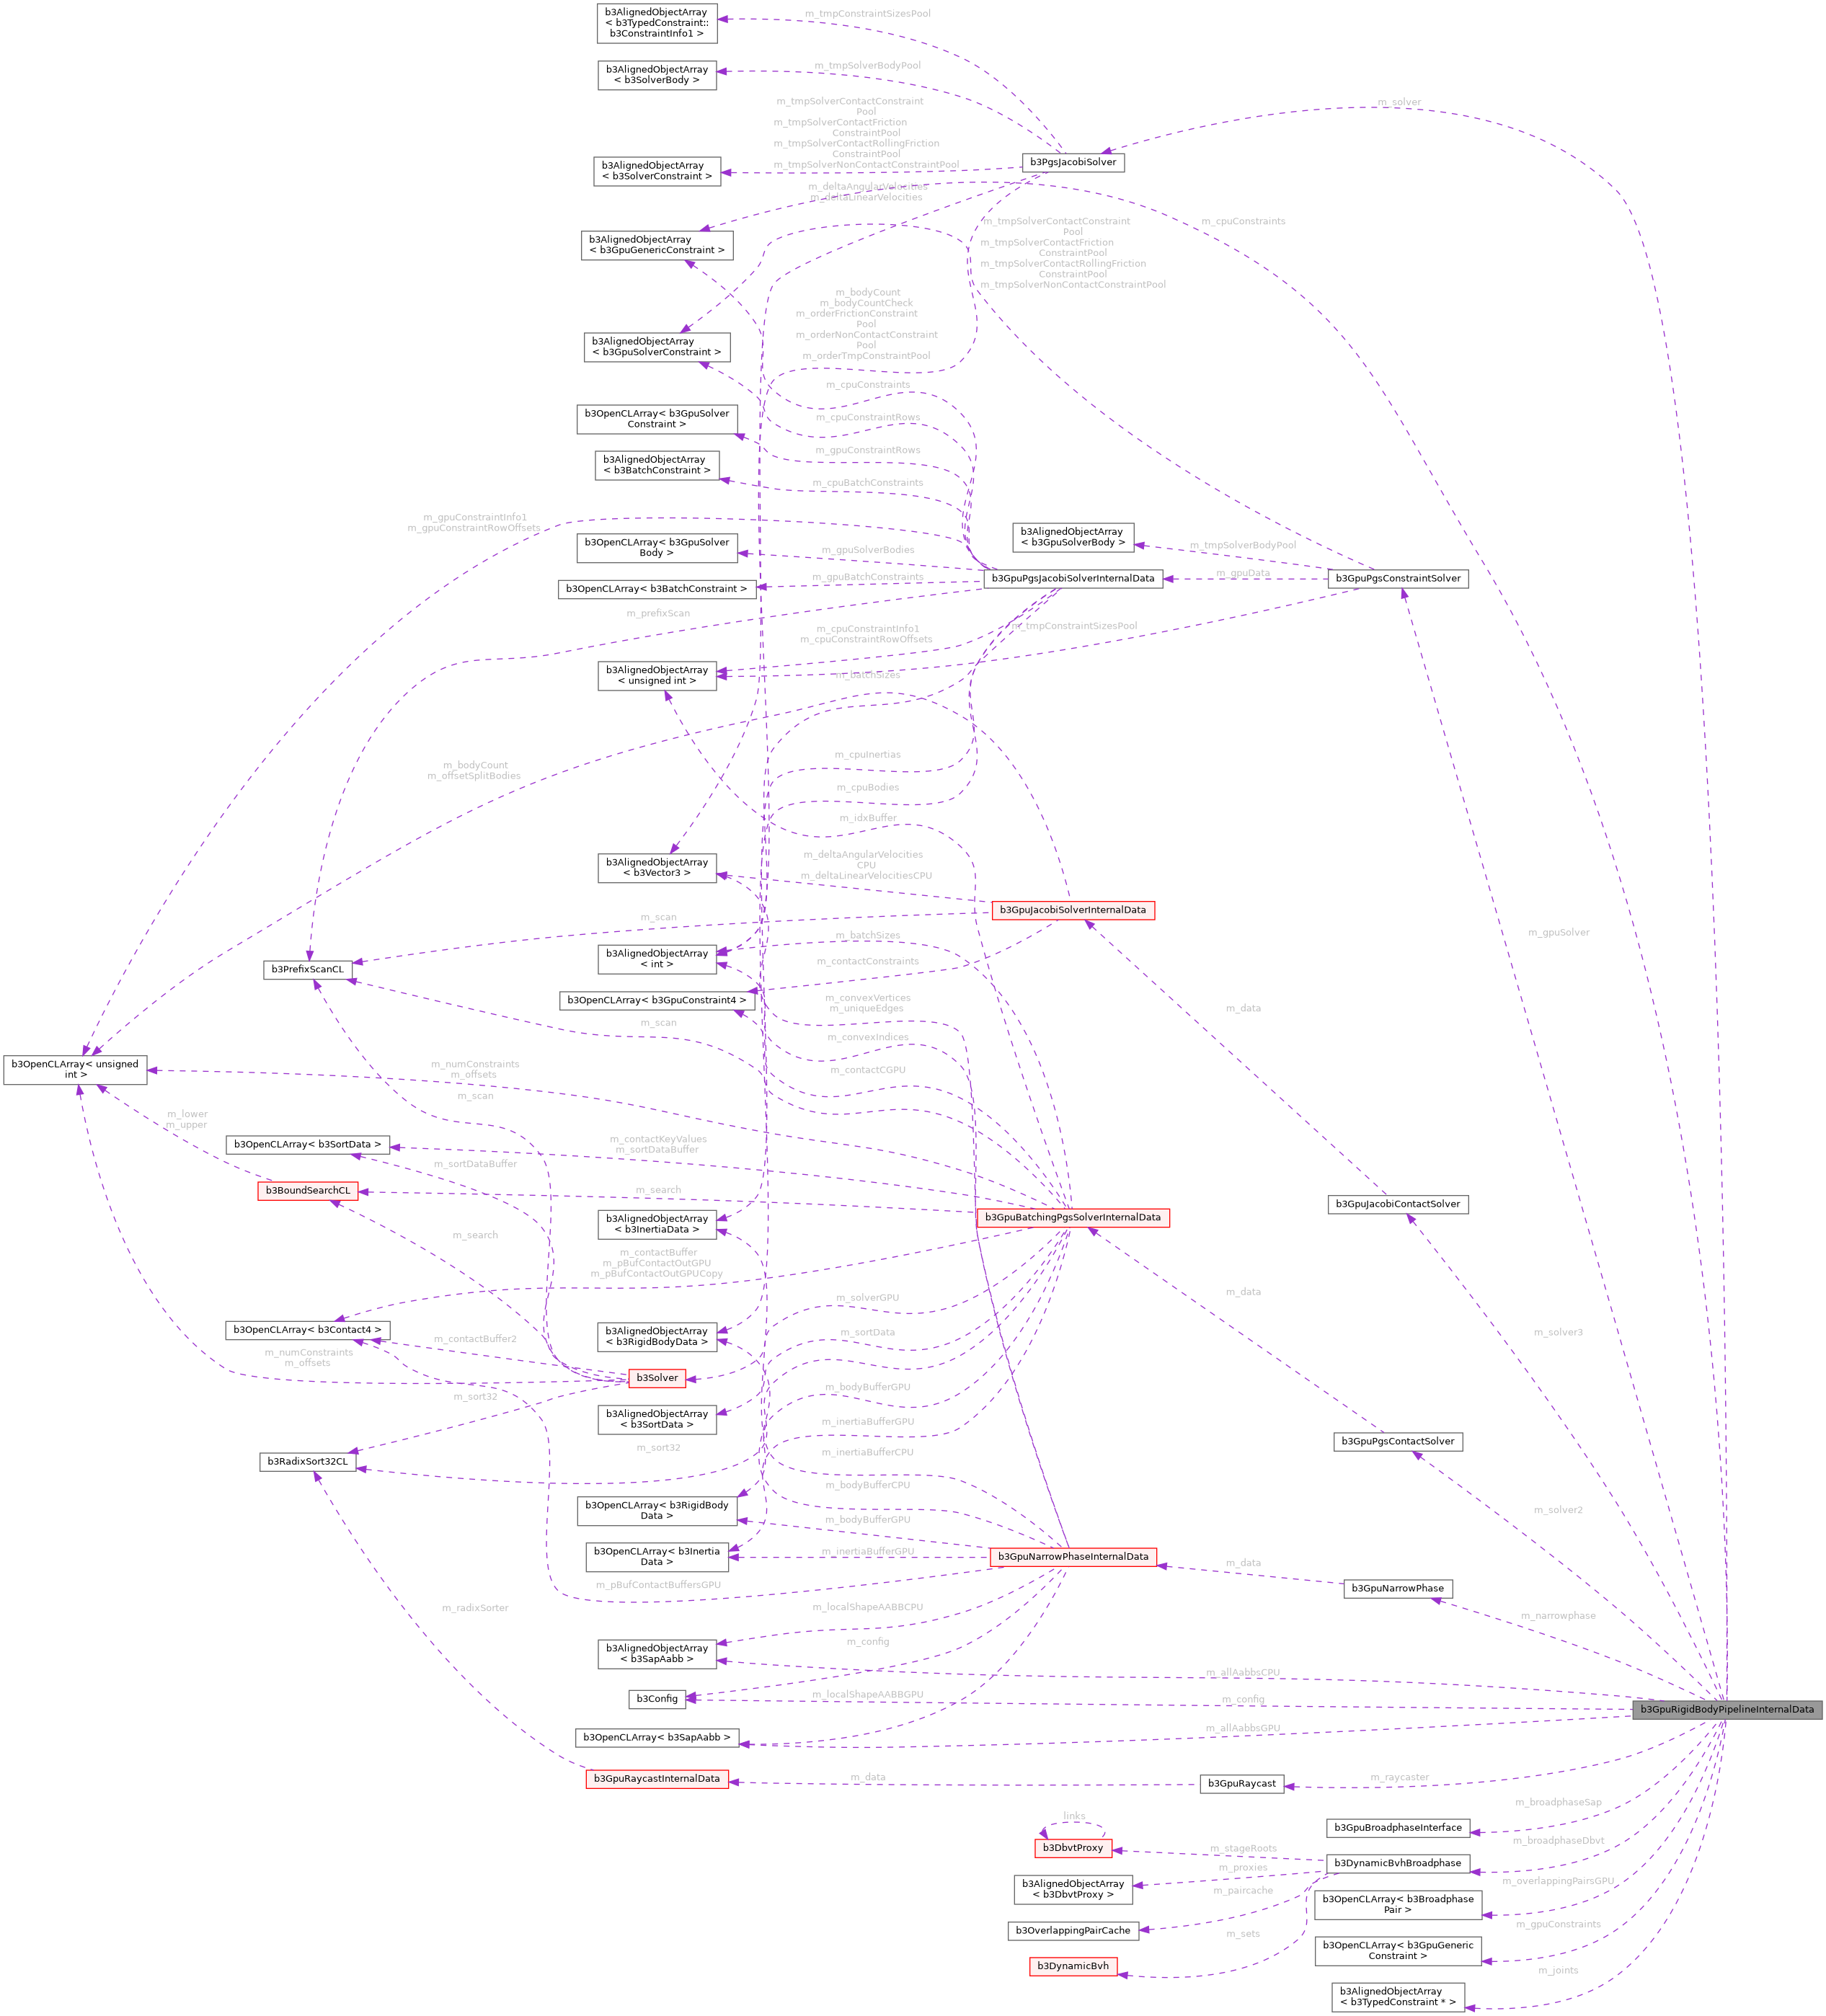 b3AlignedObjectArray
< b3TypedConstraint::
b3ConstraintInfo1 >
m_tmpConstraintSizesPool
b3AlignedObjectArray
< b3SolverBody >
m_tmpSolverBodyPool
m_solver
m_tmpSolverContactConstraint
Pool
m_tmpSolverContactFriction
ConstraintPool
m_tmpSolverContactRollingFriction
ConstraintPool
m_tmpSolverNonContactConstraintPool
b3AlignedObjectArray
< b3SolverConstraint >
b3PgsJacobiSolver
m_deltaAngularVelocities
m_deltaLinearVelocities
b3AlignedObjectArray
< b3GpuGenericConstraint >
m_tmpSolverContactConstraint
Pool
m_tmpSolverContactFriction
ConstraintPool
m_tmpSolverContactRollingFriction
ConstraintPool
m_tmpSolverNonContactConstraintPool
m_cpuConstraints
m_bodyCount
m_bodyCountCheck
m_orderFrictionConstraint
Pool
m_orderNonContactConstraint
Pool
m_orderTmpConstraintPool
b3AlignedObjectArray
< b3GpuSolverConstraint >
m_cpuConstraints
b3OpenCLArray< b3GpuSolver
Constraint >
m_cpuConstraintRows
m_gpuConstraintRows
b3AlignedObjectArray
< b3BatchConstraint >
m_cpuBatchConstraints
m_gpuConstraintInfo1
m_gpuConstraintRowOffsets
b3OpenCLArray< b3GpuSolver
Body >
m_gpuSolverBodies
b3AlignedObjectArray
< b3GpuSolverBody >
m_tmpSolverBodyPool
b3OpenCLArray< b3BatchConstraint >
m_gpuBatchConstraints
b3GpuPgsJacobiSolverInternalData
m_gpuData
b3GpuPgsConstraintSolver
m_prefixScan
m_cpuConstraintInfo1
m_cpuConstraintRowOffsets
m_tmpConstraintSizesPool
b3AlignedObjectArray
< unsigned int >
m_batchSizes
m_bodyCount
m_offsetSplitBodies
m_cpuInertias
m_cpuBodies
m_idxBuffer
b3AlignedObjectArray
< b3Vector3 >
m_deltaAngularVelocities
CPU
m_deltaLinearVelocitiesCPU
b3GpuJacobiSolverInternalData
m_scan
m_gpuSolver
b3AlignedObjectArray
< int >
m_batchSizes
b3PrefixScanCL
m_contactConstraints
b3OpenCLArray< b3GpuConstraint4 >
m_convexVertices
m_uniqueEdges
m_data
m_scan
m_convexIndices
b3OpenCLArray< unsigned
int >
m_numConstraints
m_offsets
m_contactCGPU
m_scan
m_lower
m_upper
b3OpenCLArray< b3SortData >
m_contactKeyValues
m_sortDataBuffer
m_sortDataBuffer
b3BoundSearchCL
m_search
b3GpuJacobiContactSolver
b3AlignedObjectArray
< b3InertiaData >
b3GpuBatchingPgsSolverInternalData
m_search
m_contactBuffer
m_pBufContactOutGPU
m_pBufContactOutGPUCopy
m_solverGPU
m_data
b3OpenCLArray< b3Contact4 >
m_contactBuffer2
b3AlignedObjectArray
< b3RigidBodyData >
m_sortData
m_solver3
m_numConstraints
m_offsets
b3Solver
m_sort32
m_bodyBufferGPU
b3AlignedObjectArray
< b3SortData >
m_inertiaBufferGPU
m_sort32
m_inertiaBufferCPU
b3GpuPgsContactSolver
b3RadixSort32CL
m_bodyBufferCPU
b3OpenCLArray< b3RigidBody
Data >
m_bodyBufferGPU
m_solver2
b3OpenCLArray< b3Inertia
Data >
m_inertiaBufferGPU
b3GpuNarrowPhaseInternalData
m_data
m_pBufContactBuffersGPU
b3GpuNarrowPhase
m_radixSorter
m_localShapeAABBCPU
m_narrowphase
b3AlignedObjectArray
< b3SapAabb >
m_config
m_allAabbsCPU
b3Config
m_localShapeAABBGPU
m_config
b3GpuRigidBodyPipelineInternalData
b3OpenCLArray< b3SapAabb >
m_allAabbsGPU
b3GpuRaycastInternalData
m_data
b3GpuRaycast
m_raycaster
m_broadphaseSap
links
b3GpuBroadphaseInterface
b3DbvtProxy
m_stageRoots
m_broadphaseDbvt
m_proxies
b3DynamicBvhBroadphase
b3AlignedObjectArray
< b3DbvtProxy >
m_paircache
m_overlappingPairsGPU
b3OpenCLArray< b3Broadphase
Pair >
b3OverlappingPairCache
m_sets
m_gpuConstraints
b3OpenCLArray< b3GpuGeneric
Constraint >
b3DynamicBvh
m_joints
b3AlignedObjectArray
< b3TypedConstraint * >